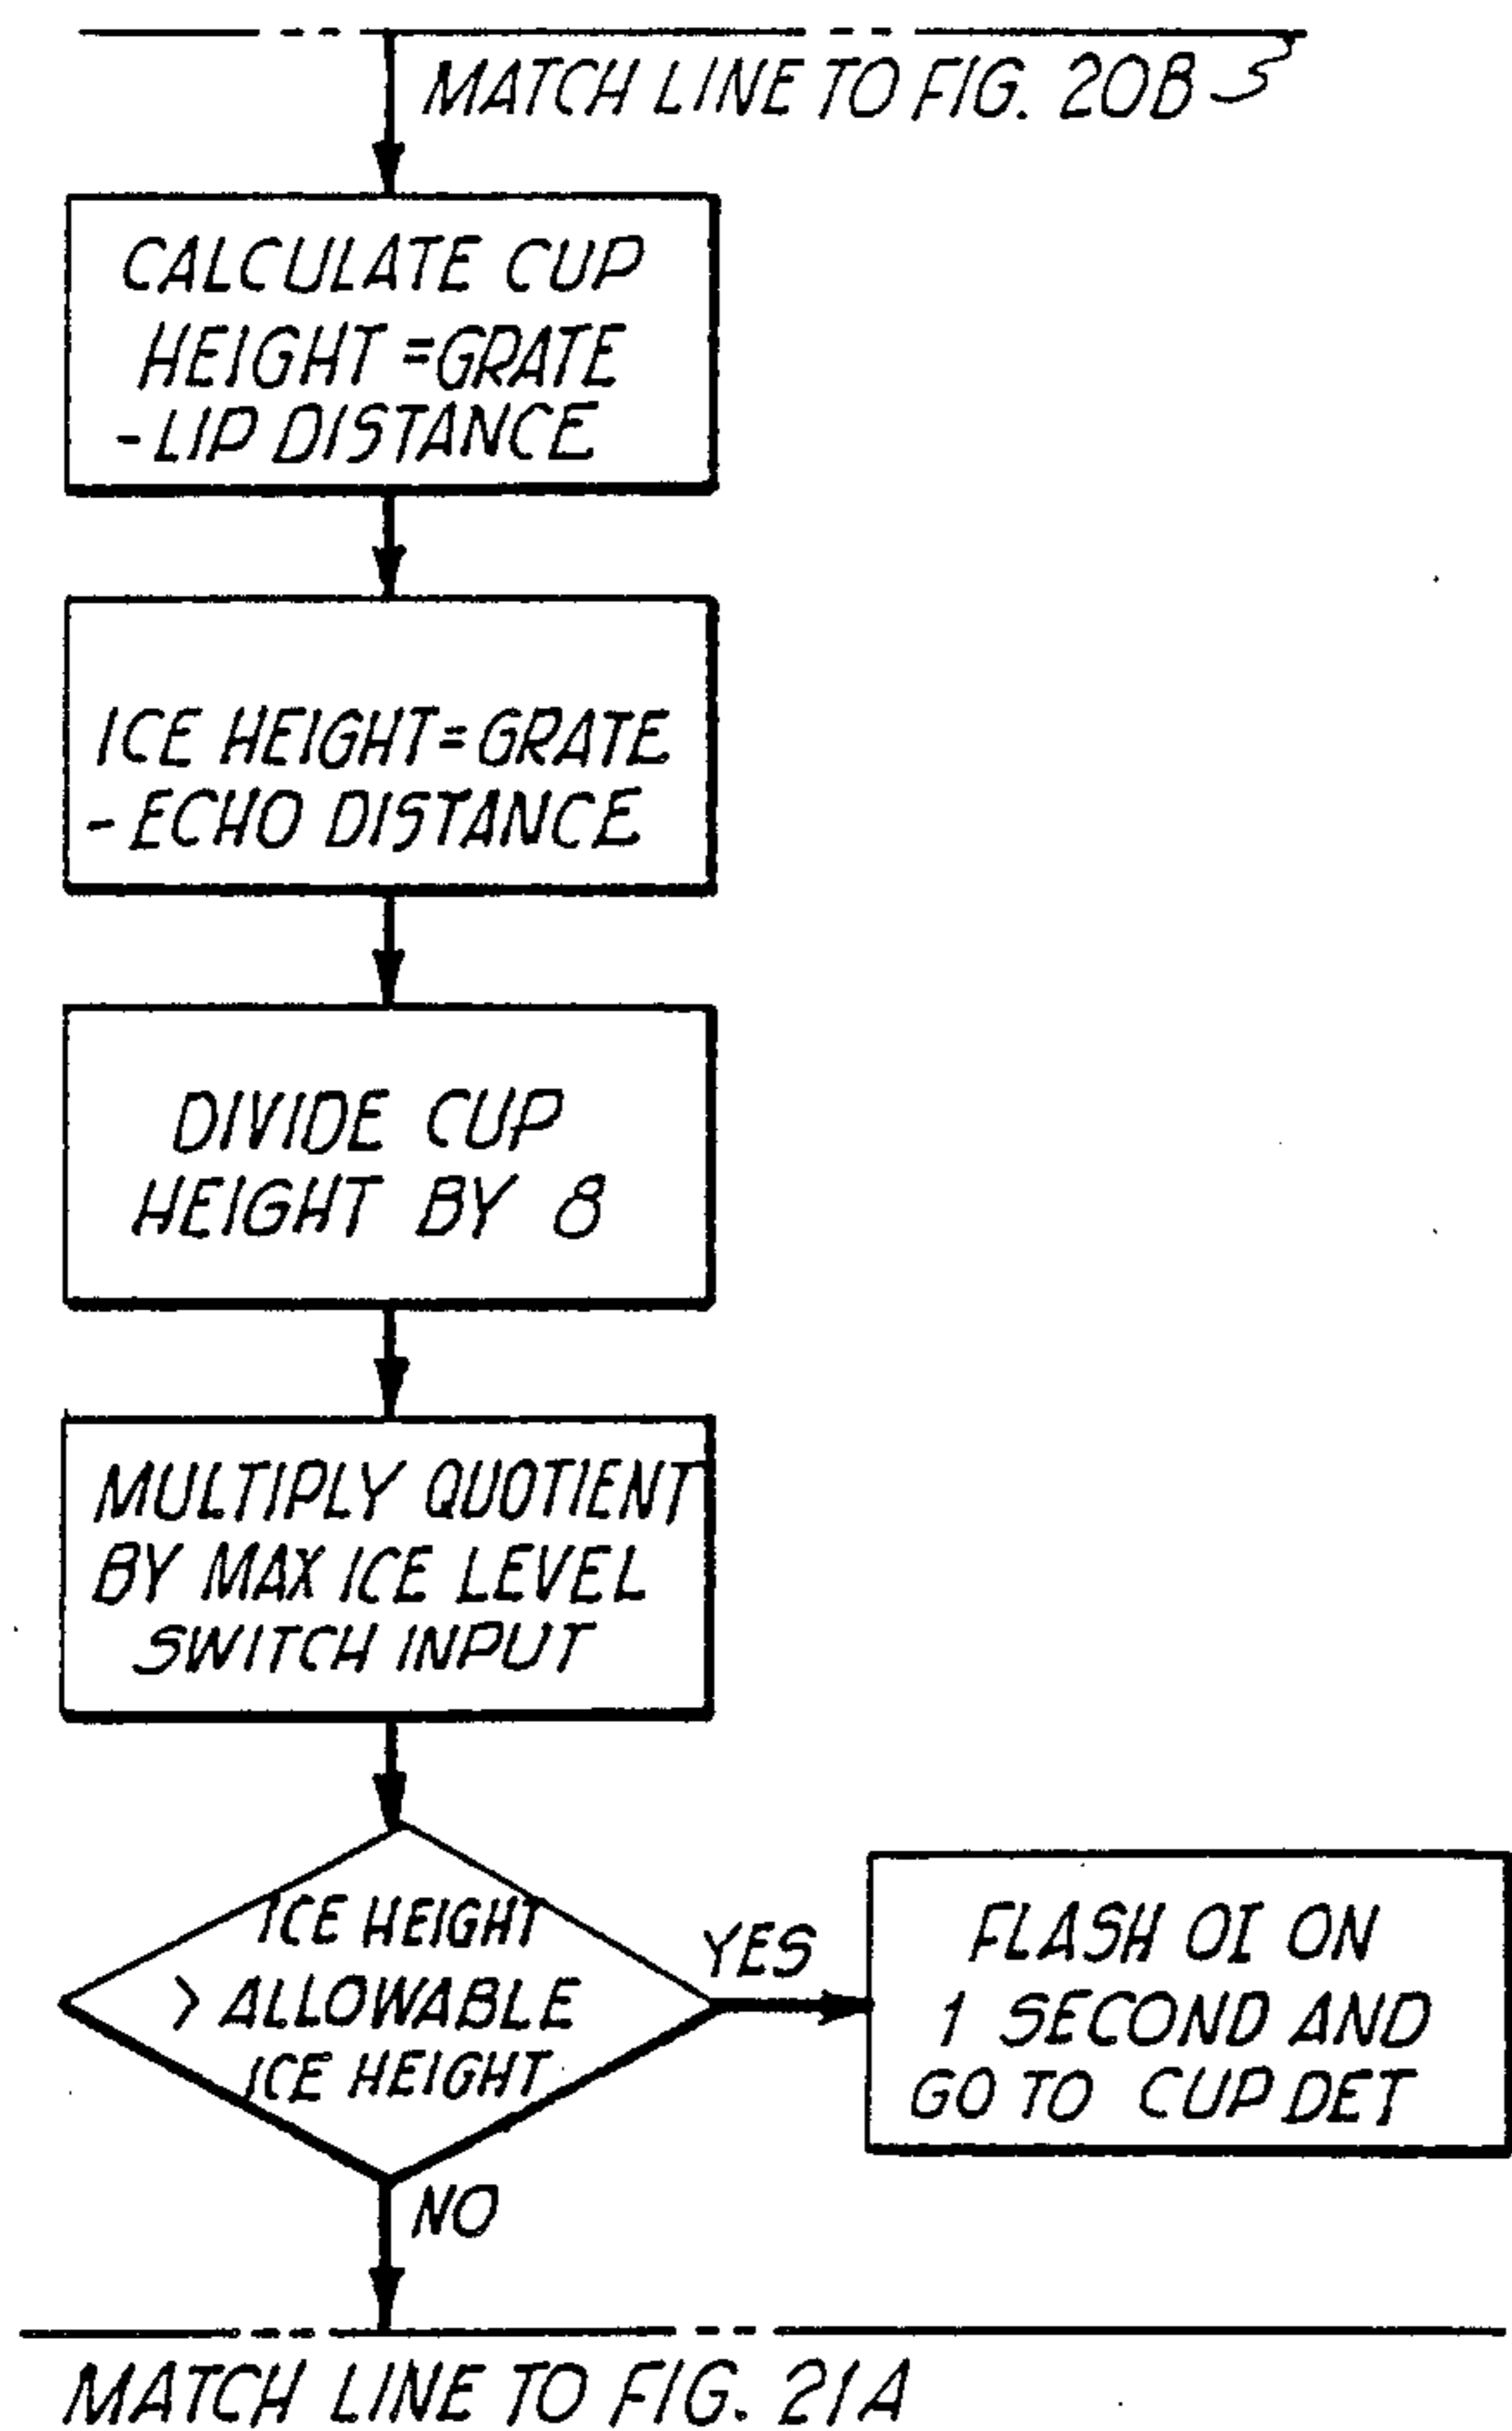 MATCH LINE TO FIG. 20B
CALCULATE CUP
HEIGHT =GRATE
-LIP DISTANCE
ICE HEIGHT=GRATE
-ECHO DISTANCE
DIVIDE CUP
HEIGHT BY 8
MULTIPLY QUOTIENT
BY MAX ICE LEVEL
SWITCH INPUT
ICE HEIGHT
> ALLOWABLE
ICE HEIGHT
YES
FLASH OI ON
1 SECOND AND
GO TO CUP DET
NO
MATCH LINE TO FIG. 21A